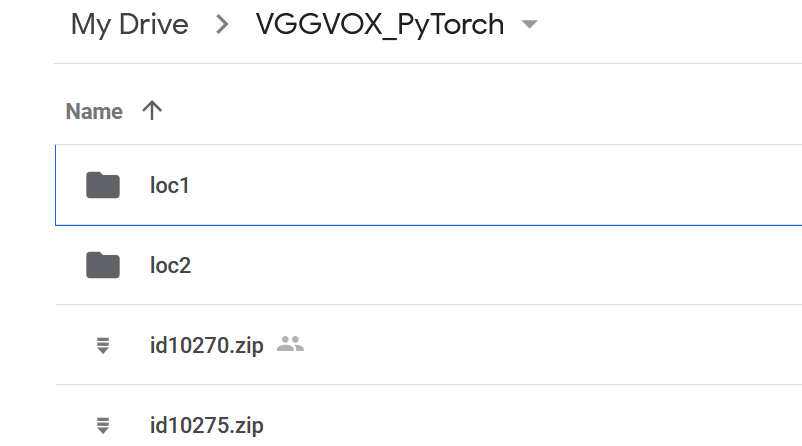 My Drive > VGGVOX_PyTorch
Name
loc1
loc2
id10270.zip
id10275.zip